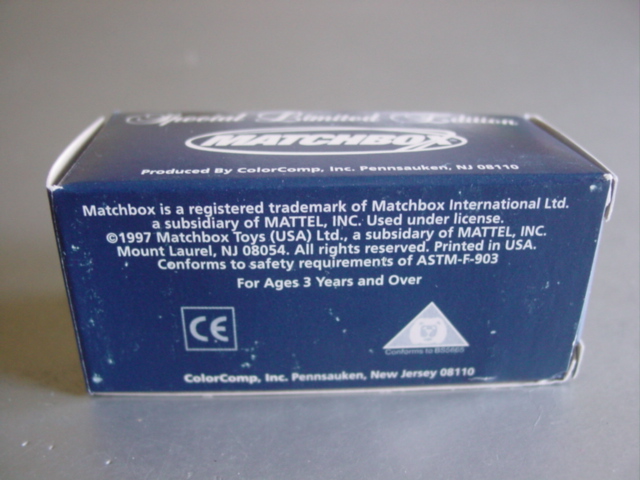 Special Limited Edition
MATCHBOX
Produced By ColorComp, Inc. Pennsauken, NJ 08110
Matchbox is a registered trademark of Matchbox International Ltd.
a subsidiary of MATTEL, INC. Used under license.
©1997 Matchbox Toys (USA) Ltd., a subsidary of MATTEL, INC.
Mount Laurel, NJ 08054. All rights reserved. Printed in USA.
Conforms to safety requirements of ASTM-F-903
For Ages 3 Years and Over
CE
Conforms to
ColorComp, Inc. Pennsauken, New Jersey 08110